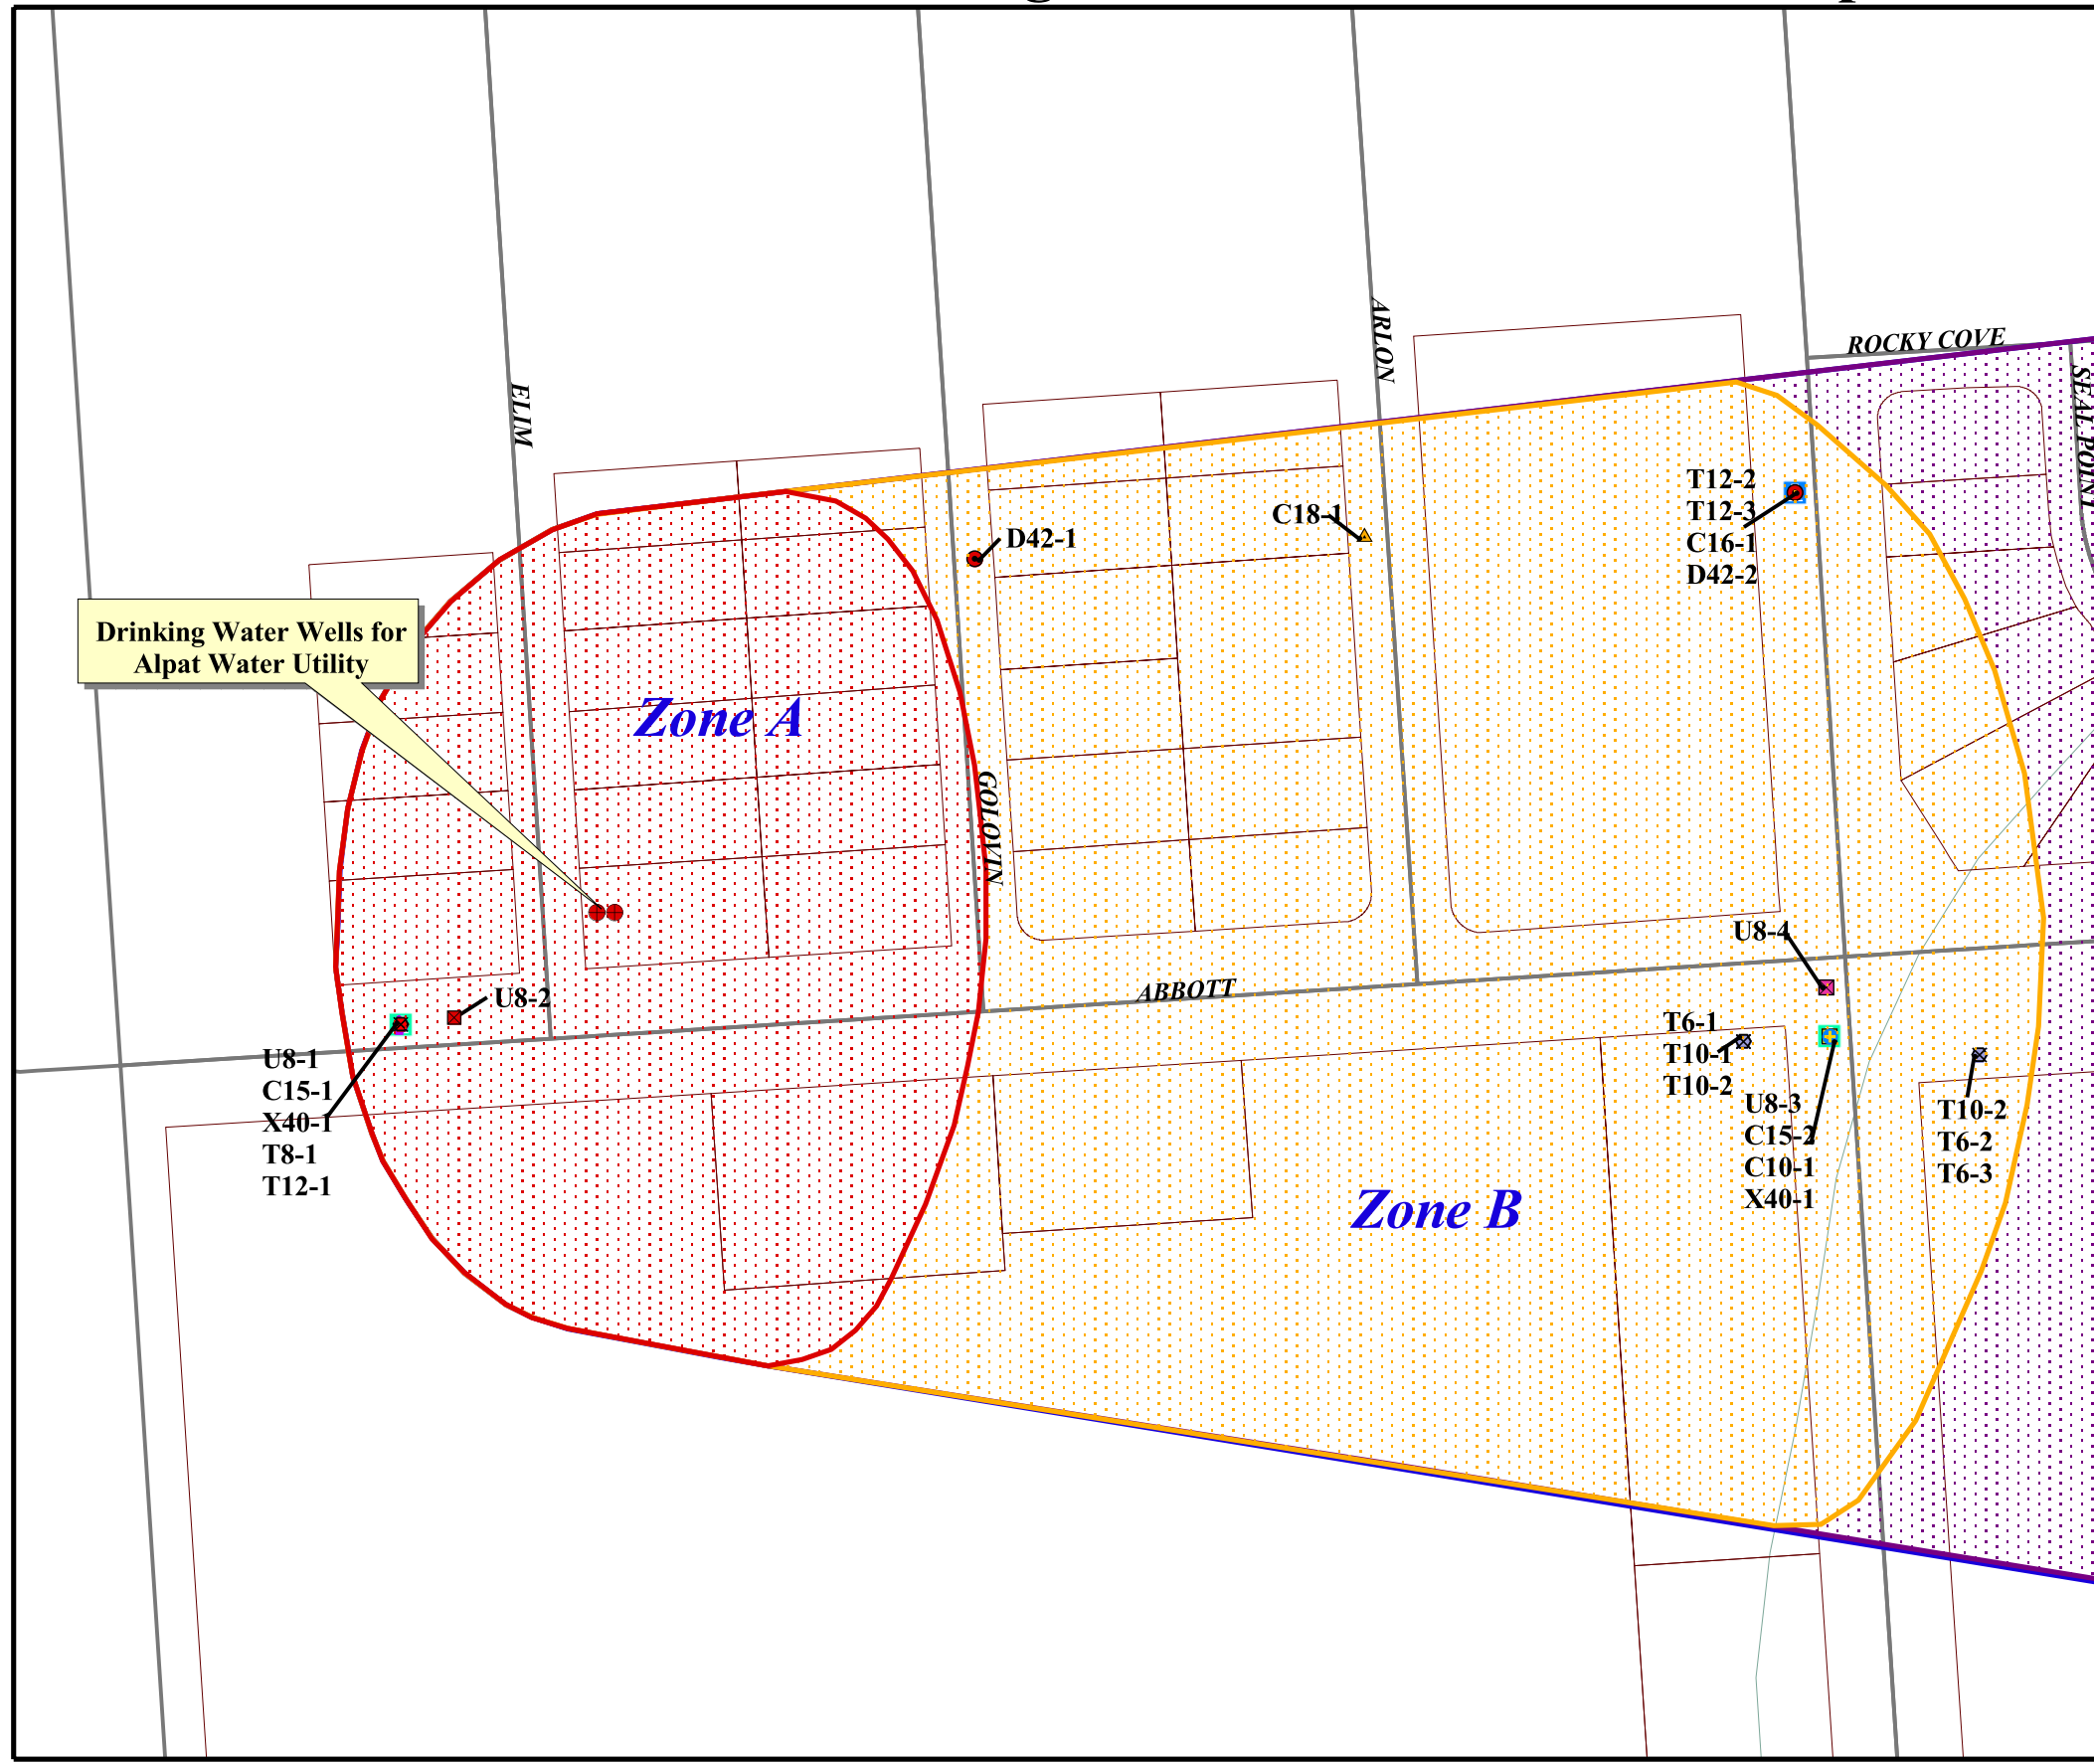 ROCKY COVE
ARLON
SEAL POINT
ELIM
T12-2
T12-3
C16-1
D42-2
C18-1
D42-1
Drinking Water Wells for
Alpat Water Utility
Zone A
GOLOVIN
U8-4
U8-2
ABBOTT
U8-1
C15-1
X40-1
T8-1
T12-1
T6-1
T10-1
T10-2
U8-3
C15-2
C10-1
X40-1
T10-2
T6-2
T6-3
Zone B